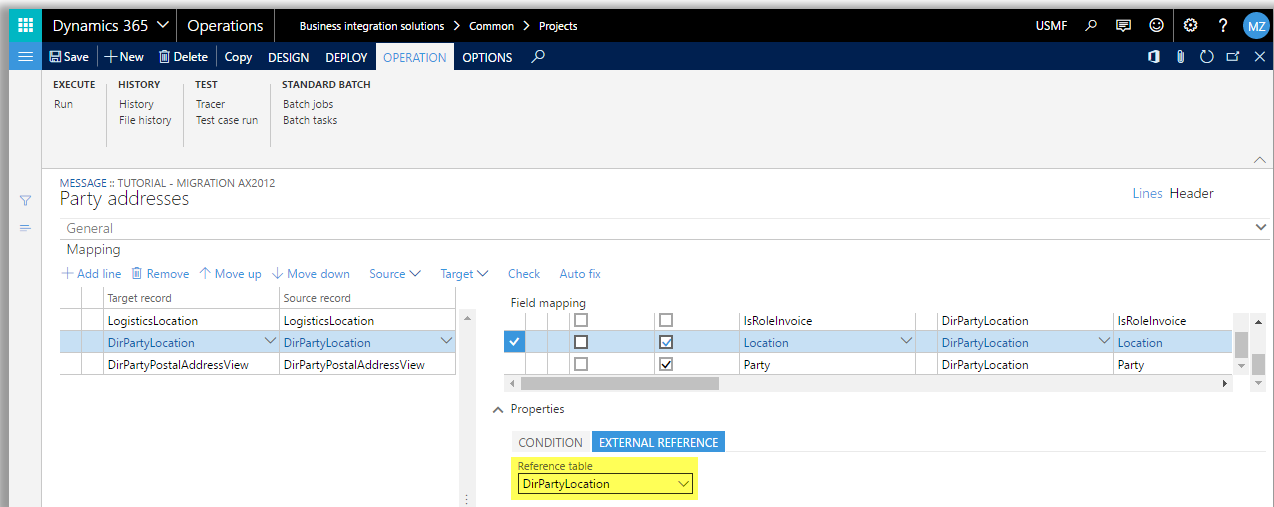 Dynamics 365 Operations Business integration solutions > Common > Projects USMF ? MZ
Save + New Delete Copy DESIGN DEPLOY OPERATION OPTIONS
EXECUTE HISTORY TEST STANDARD BATCH
Run History Tracer Batch jobs
File history Test case run Batch tasks
MESSAGE :: TUTORIAL - MIGRATION AX2012
Party addresses Lines Header
General
Mapping
+ Add line Remove Move up Move down Source Target Check Auto fix
Target record Source record Field mapping
LogisticsLocation LogisticsLocation IsRoleInvoice DirPartyLocation IsRoleInvoice
DirPartyLocation DirPartyLocation Location DirPartyLocation Location
DirPartyPostalAddressView DirPartyPostalAddressView Party DirPartyLocation Party
Properties
CONDITION EXTERNAL REFERENCE
Reference table
DirPartyLocation